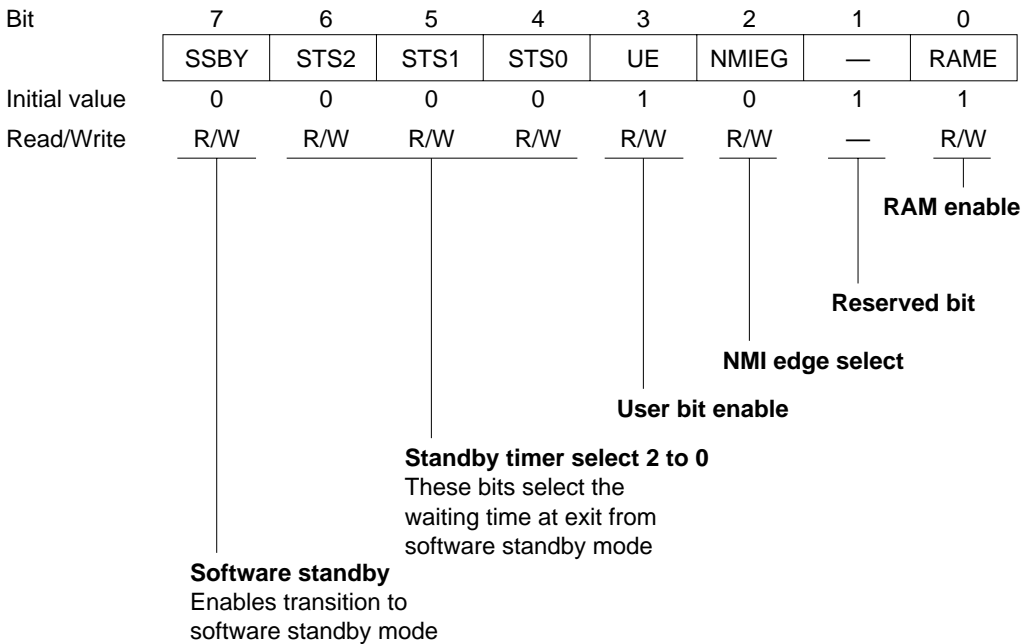 Bit 7 6 5 4 3 2 1 0
SSBY STS2 STS1 STS0 UE NMIEG — RAME
Initial value 0 0 0 0 1 0 1 1
Read/Write R/W R/W R/W R/W R/W R/W — R/W
RAM enable
Reserved bit
NMI edge select
User bit enable
Standby timer select 2 to 0
These bits select the
waiting time at exit from
software standby mode
Software standby
Enables transition to
software standby mode